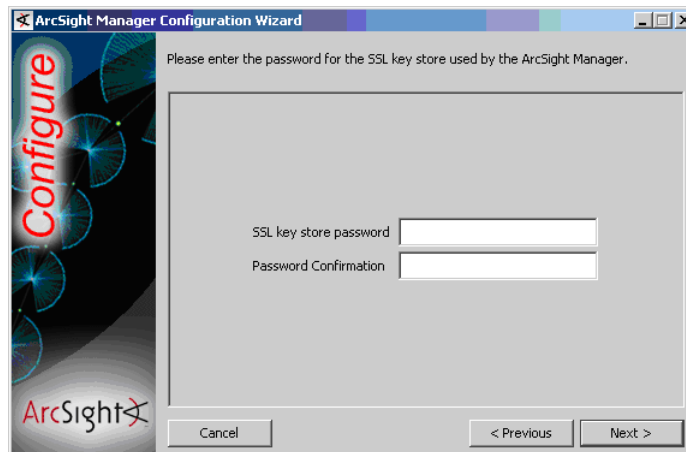 ArcSight Manager Configuration Wizard
Configure
Please enter the password for the SSL key store used by the ArcSight Manager.
SSL key store password
Password Confirmation
ArcSight
Cancel
< Previous
Next >